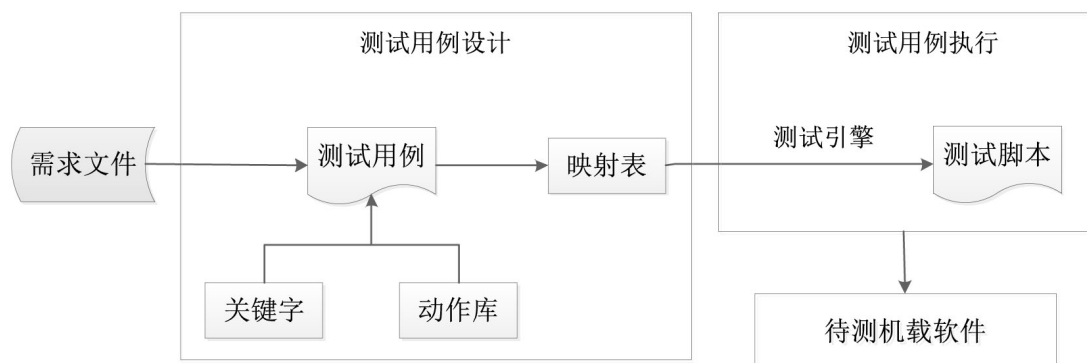 测试用例设计
测试用例执行
需求文件
测试用例
映射表
测试引擎
测试脚本
关键字
动作库
待测机载软件